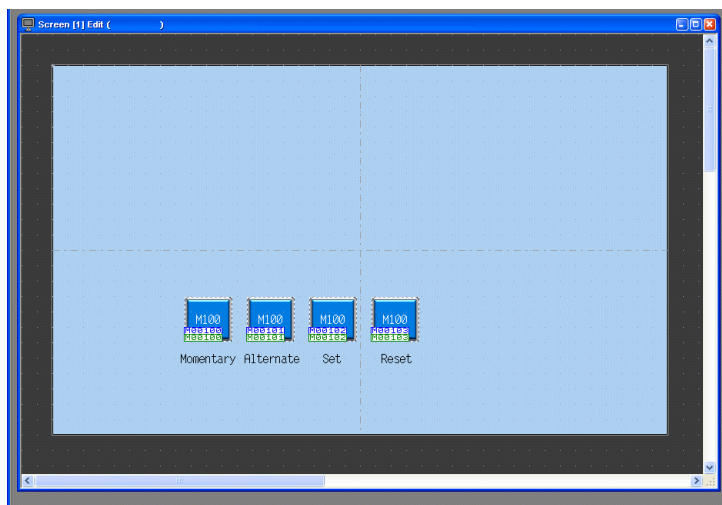 Screen [1] Edit ( )
M100 M100 M100 M100
M00100 M00101 M00102 M00103
M00100 M00101 M00102 M00103
Momentary Alternate Set Reset